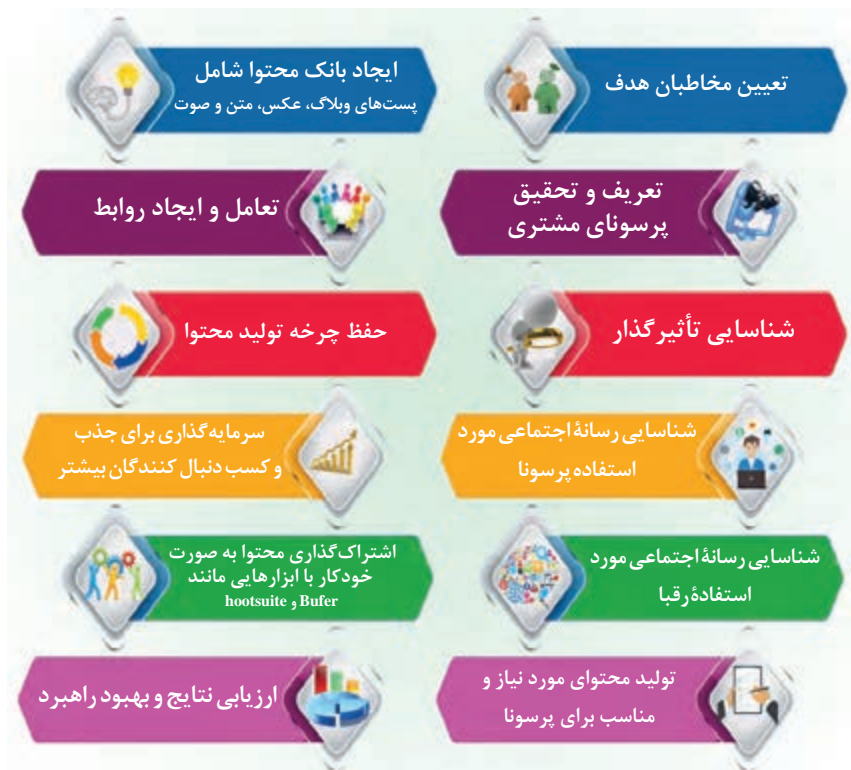 تعیین مخاطبان هدف
تعریف و تحقیق
پرسونای مشتری
شناسایی تأثیرگذار
شناسایی رسانهٔ اجتماعی مورد
استفاده پرسونا
شناسایی رسانهٔ اجتماعی مورد
استفادهٔ رقبا
تولید محتوای مورد نیاز و
مناسب برای پرسونا
ایجاد بانک محتوا شامل
پست‌های وبلاگ، عکس، متن و صوت
تعامل و ایجاد روابط
حفظ چرخه تولید محتوا
سرمایه‌گذاری برای جذب
و کسب دنبال کنندگان بیشتر
اشتراک‌گذاری محتوا به صورت
خودکار با ابزارهایی مانند
Bufer و hootsuite
ارزیابی نتایج و بهبود راهبرد